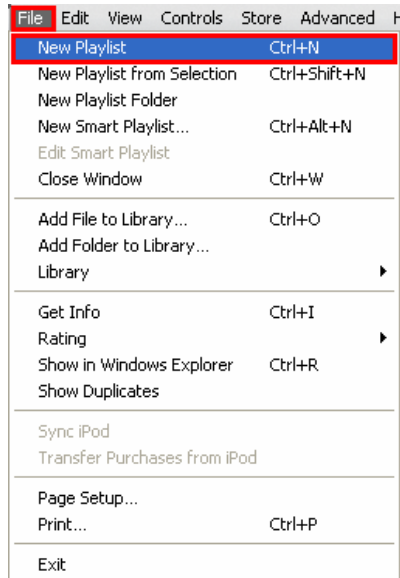 File Edit View Controls Store Advanced H
New Playlist Ctrl+N
New Playlist from Selection Ctrl+Shift+N
New Playlist Folder
New Smart Playlist... Ctrl+Alt+N
Edit Smart Playlist
Close Window Ctrl+W
Add File to Library... Ctrl+O
Add Folder to Library...
Library
Get Info Ctrl+I
Rating
Show in Windows Explorer Ctrl+R
Show Duplicates
Sync iPod
Transfer Purchases from iPod
Page Setup...
Print... Ctrl+P
Exit